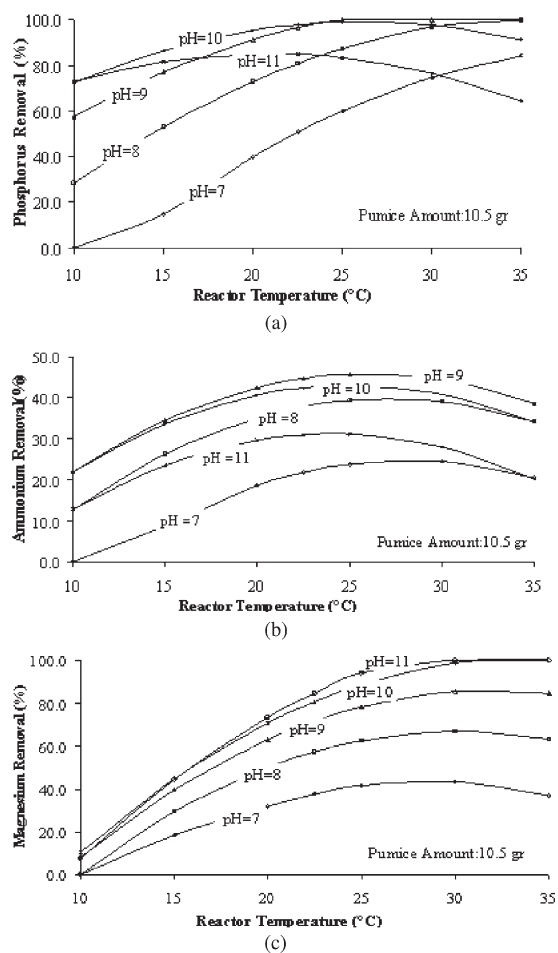 Phosphorus Removal (%)
100.0
80.0
60.0
40.0
20.0
0.0
pH=10
pH=11
pH=9
pH=8
pH=7
Pumice Amount:10.5 gr
10 15 20 25 30 35
Reactor Temperature (°C)
(a)
Ammonium Removal(%)
50.0
40.0
30.0
20.0
10.0
0.0
pH =9
pH =10
pH =8
pH =11
pH =7
Pumice Amount:10.5 gr
10 15 20 25 30 35
Reactor Temperature (°C)
(b)
Magnesium Removal (%)
100.0
80.0
60.0
40.0
20.0
0.0
pH=11
pH=10
pH=9
pH=8
pH=7
Pumice Amount:10.5 gr
10 15 20 25 30 35
Reactor Temperature (°C)
(c)